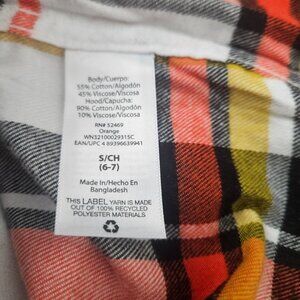 Body/Cuerpo:
55% Cotton/Algodón
45% Viscose/Viscosa
Hood/Capucha:
90% Cotton/Algodón
10% Viscose/Viscosa
RN# 52469
Orange
WN32100029315C
EAN/UPC 4 89396639941
S/CH
(6-7)
Made In/Hecho En
Bangladesh
THIS LABEL YARN IS MADE
OUT OF 100% RECYCLED
POLYESTER MATERIALS